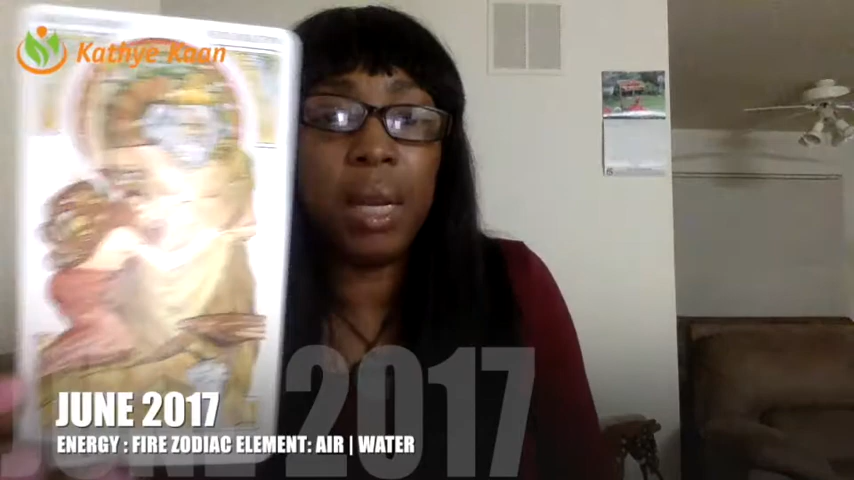 Kathye Kaan
JUNE 2017
ENERGY : FIRE ZODIAC ELEMENT: AIR | WATER
JUNE 2017